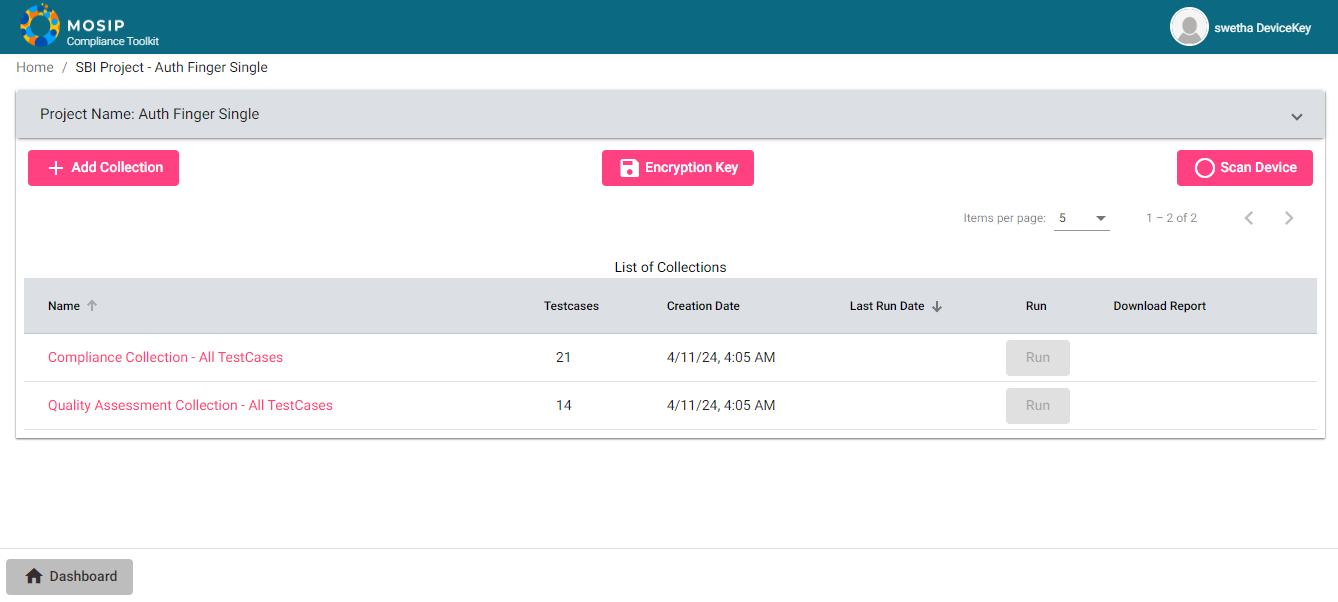 MOSIP
Compliance Toolkit
swetha DeviceKey
Home / SBI Project - Auth Finger Single
Project Name: Auth Finger Single
Add Collection
Encryption Key
Scan Device
Items per page: 5 1 – 2 of 2
List of Collections
Name Testcases Creation Date Last Run Date Run Download Report
Compliance Collection - All TestCases 21 4/11/24, 4:05 AM Run
Quality Assessment Collection - All TestCases 14 4/11/24, 4:05 AM Run
Dashboard